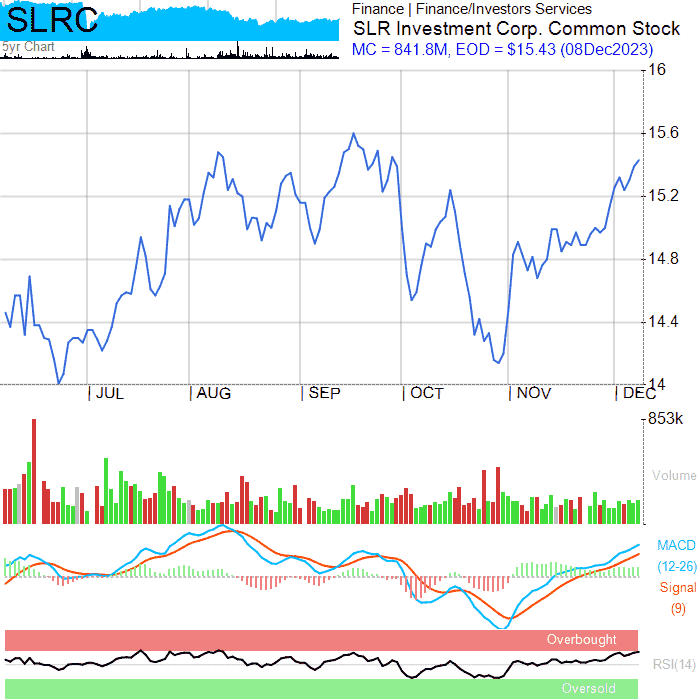 SLRC
5yr Chart
Finance | Finance/Investors Services
SLR Investment Corp. Common Stock
MC = 841.8M, EOD = $15.43 (08Dec2023)
16
15.6
15.2
14.8
14.4
14
JUL
AUG
SEP
OCT
NOV
DEC
853k
Volume
MACD
(12-26)
Signal
(9)
Overbought
RSI(14)
Oversold